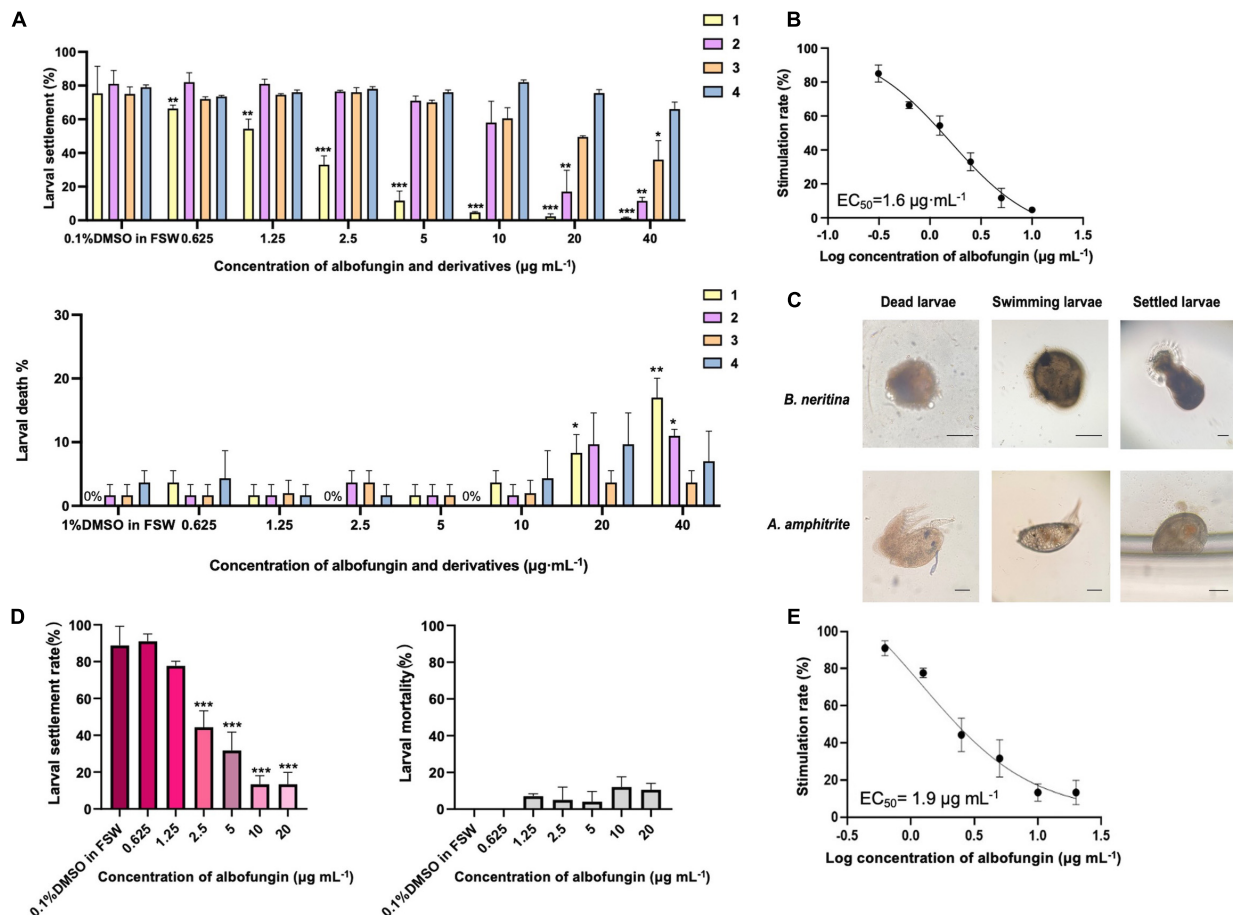 A
1
2
3
4
Larval settlement (%)
100
80
60
40
20
0
** ** *** *** *** *** ** *** ** *
0.1%DMSO in FSW 0.625 1.25 2.5 5 10 20 40
Concentration of albofungin and derivatives (µg mL-1)
B
Stimulation rate (%)
100
80
60
40
20
0
EC50=1.6 µg·mL-1
-1.0 -0.5 0.0 0.5 1.0 1.5
Log concentration of albofungin (µg mL-1)
1
2
3
4
Larval death %
30
20
10
0
0% 0% 0% * ** *
1%DMSO in FSW 0.625 1.25 2.5 5 10 20 40
Concentration of albofungin and derivatives (µg·mL-1)
C
Dead larvae Swimming larvae Settled larvae
B. neritina
A. amphitrite
D
Larval settlement rate(%)
100
80
60
40
20
0
*** *** *** ***
0.1%DMSO in FSW 0.625 1.25 2.5 5 10 20
Concentration of albofungin (µg mL-1)
Larval mortality(%)
100
80
60
40
20
0
0.1%DMSO in FSW 0.625 1.25 2.5 5 10 20
Concentration of albofungin (µg mL-1)
E
Stimulation rate (%)
100
80
60
40
20
0
EC50= 1.9 µg mL-1
-0.5 0.0 0.5 1.0 1.5
Log concentration of albofungin (µg mL-1)